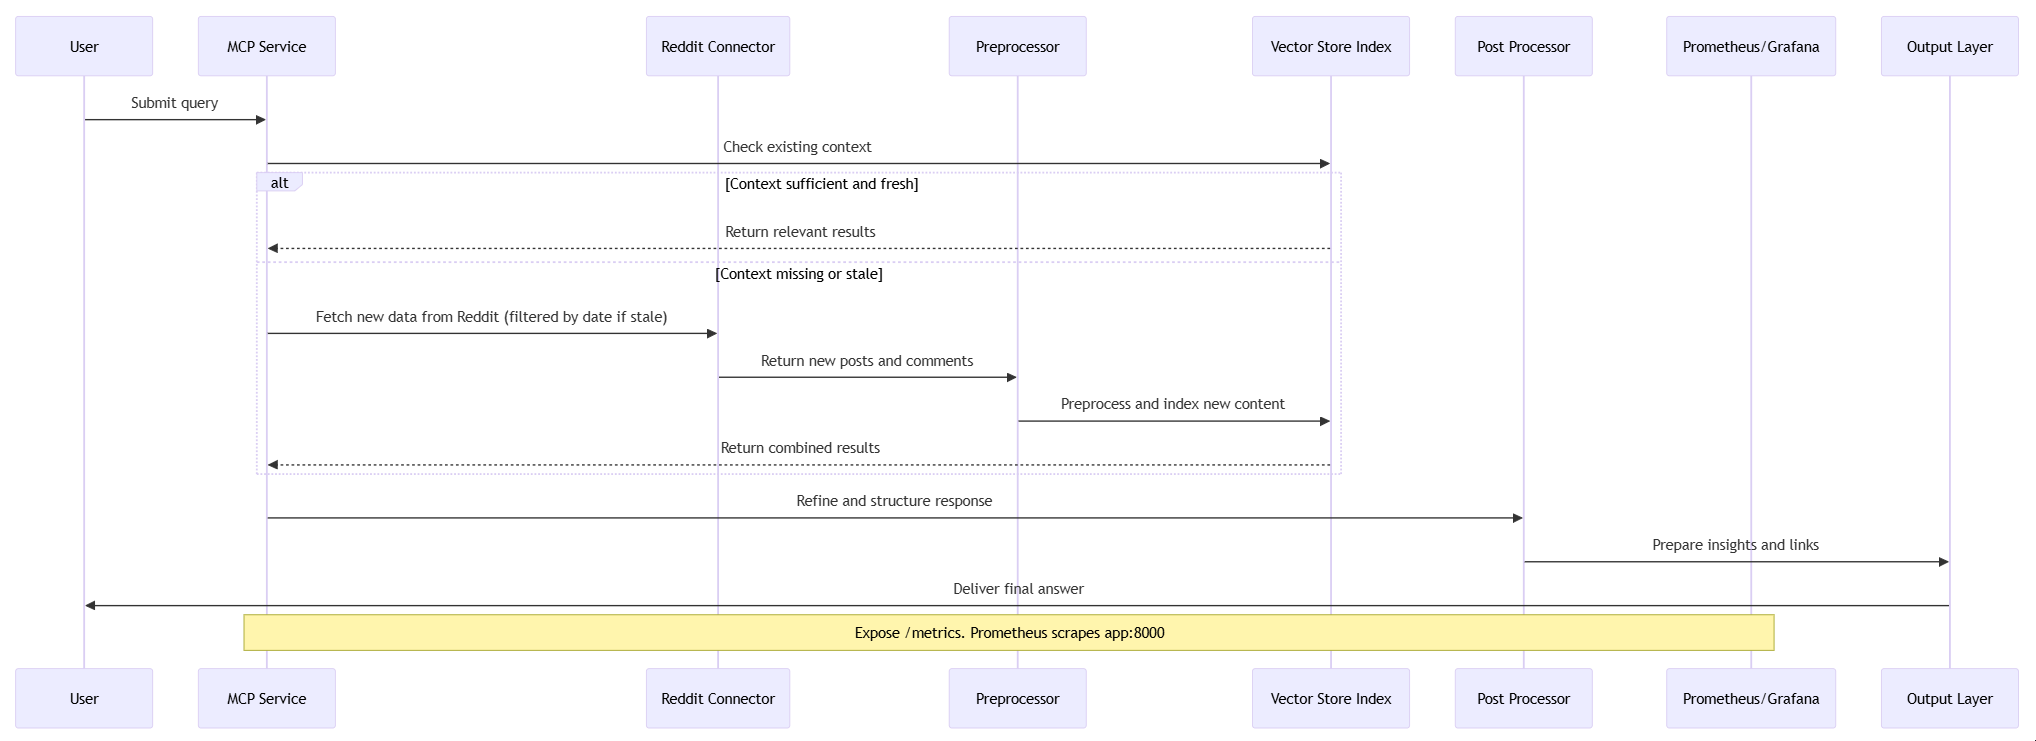 User
MCP Service
Reddit Connector
Preprocessor
Vector Store Index
Post Processor
Prometheus/Grafana
Output Layer
Submit query
Check existing context
alt
[Context sufficient and fresh]
Return relevant results
[Context missing or stale]
Fetch new data from Reddit (filtered by date if stale)
Return new posts and comments
Preprocess and index new content
Return combined results
Refine and structure response
Prepare insights and links
Deliver final answer
Expose /metrics. Prometheus scrapes app:8000
User
MCP Service
Reddit Connector
Preprocessor
Vector Store Index
Post Processor
Prometheus/Grafana
Output Layer